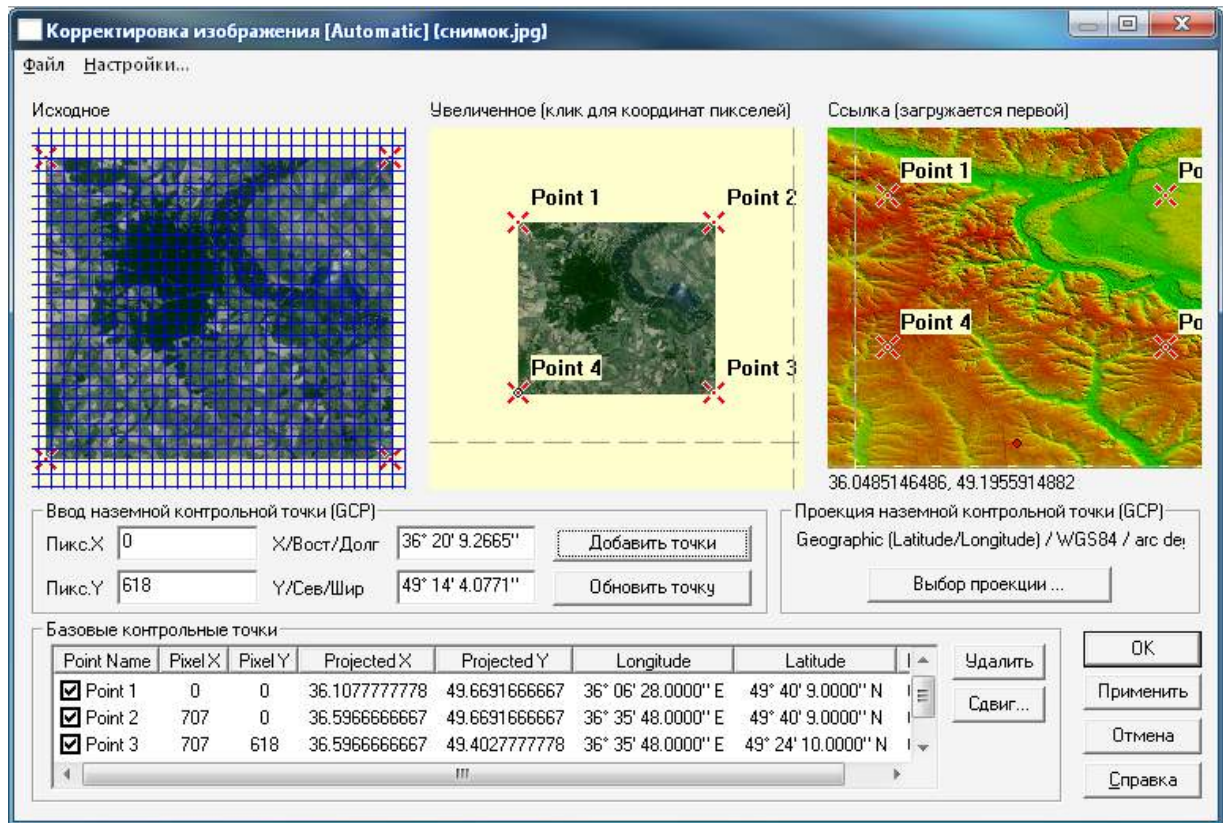 Корректировка изображения [Automatic] (снимок.jpg)
Файл Настройки...
Исходное
Увеличенное (клик для координат пикселей)
Ссылка (загружается первой)
Point 1
Point 2
Point 4
Point 3
Point 1
Po
Point 4
Po
36.0485146486, 49.1955914882
Ввод наземной контрольной точки (GCP)
Пикс.X 0 X/Вост/Долг 36° 20' 9.2665'' Добавить точки
Пикс.Y 618 Y/Сев/Шир 49° 14' 4.0771'' Обновить точку
Проекция наземной контрольной точки (GCP)
Geographic (Latitude/Longitude) / WGS84 / arc de
Выбор проекции ...
Базовые контрольные точки
Point Name Pixel X Pixel Y Projected X Projected Y Longitude Latitude
Point 1 0 0 36.1077777778 49.6691666667 36° 06' 28.0000'' E 49° 40' 9.0000'' N
Point 2 707 0 36.5966666667 49.6691666667 36° 35' 48.0000'' E 49° 40' 9.0000'' N
Point 3 707 618 36.5966666667 49.4027777778 36° 35' 48.0000'' E 49° 24' 10.0000'' N
Удалить
Сдвиг...
OK
Применить
Отмена
Справка